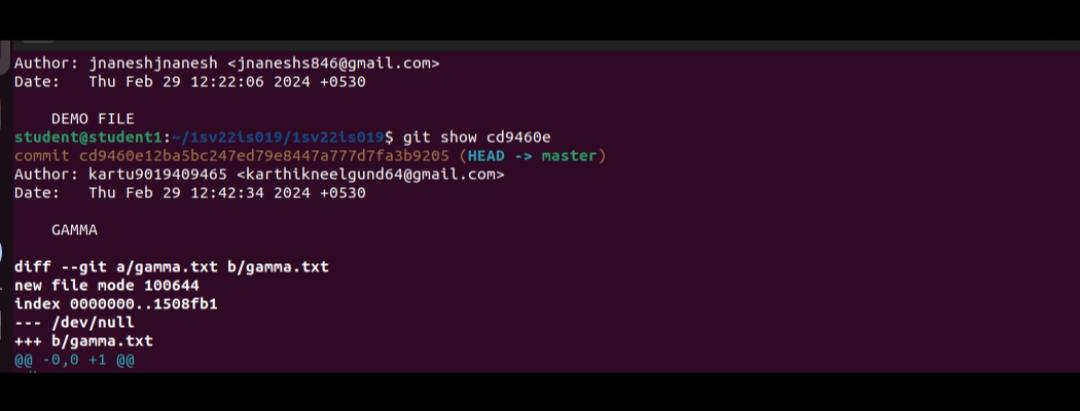 Author: jnaneshjnanesh <jnaneshs846@gmail.com>
Date:   Thu Feb 29 12:22:06 2024 +0530
DEMO FILE
student@student1:~/1sv22is019/1sv22is019$ git show cd9460e
commit cd9460e12ba5bc247ed79e8447a777d7fa3b9205 (HEAD -> master)
Author: kartu9019409465 <karthikneelgund64@gmail.com>
Date:   Thu Feb 29 12:42:34 2024 +0530
GAMMA
diff --git a/gamma.txt b/gamma.txt
new file mode 100644
index 0000000..1508fb1
--- /dev/null
+++ b/gamma.txt
@@ -0,0 +1 @@